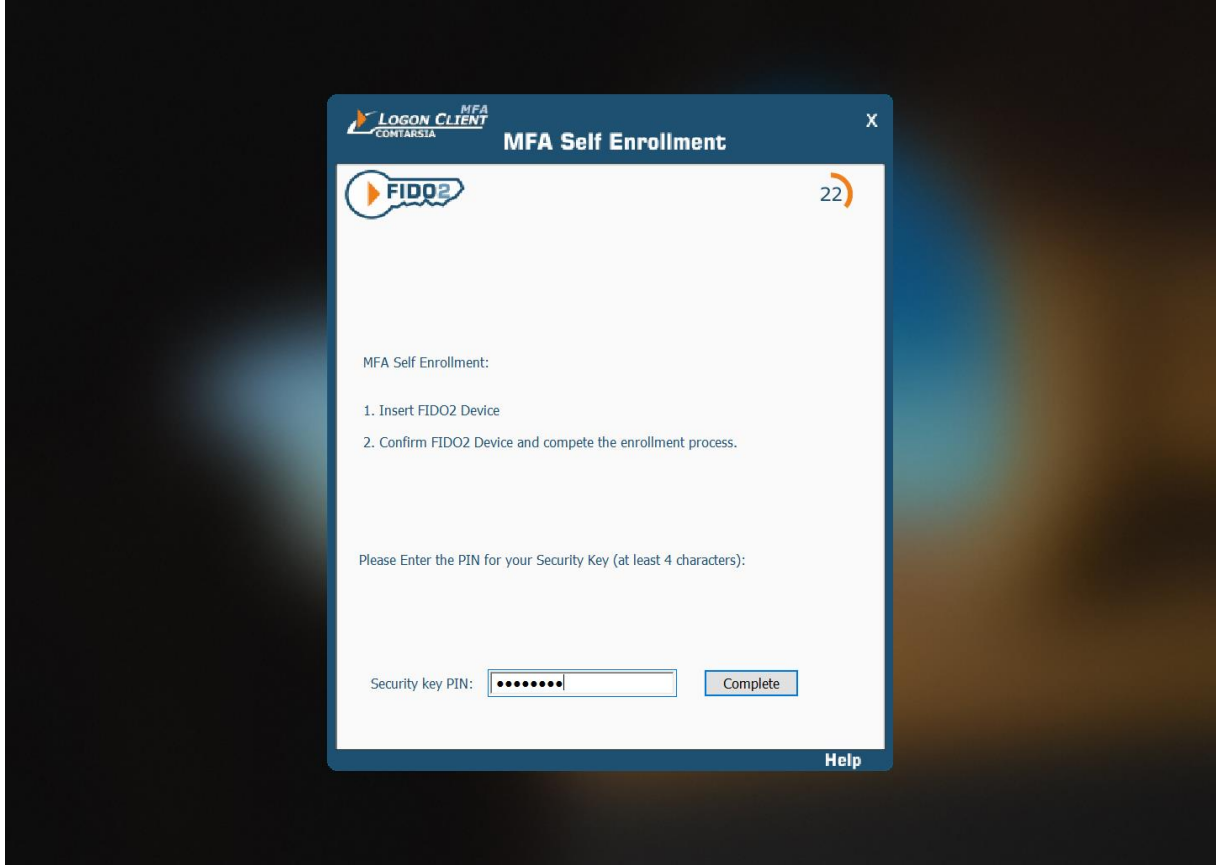 MFA
LOGON CLIENT
COMTARSIA
MFA Self Enrollment
X
FIDO2
22
MFA Self Enrollment:
1. Insert FIDO2 Device
2. Confirm FIDO2 Device and compete the enrollment process.
Please Enter the PIN for your Security Key (at least 4 characters):
Security key PIN: ●●●●●●●● Complete
Help